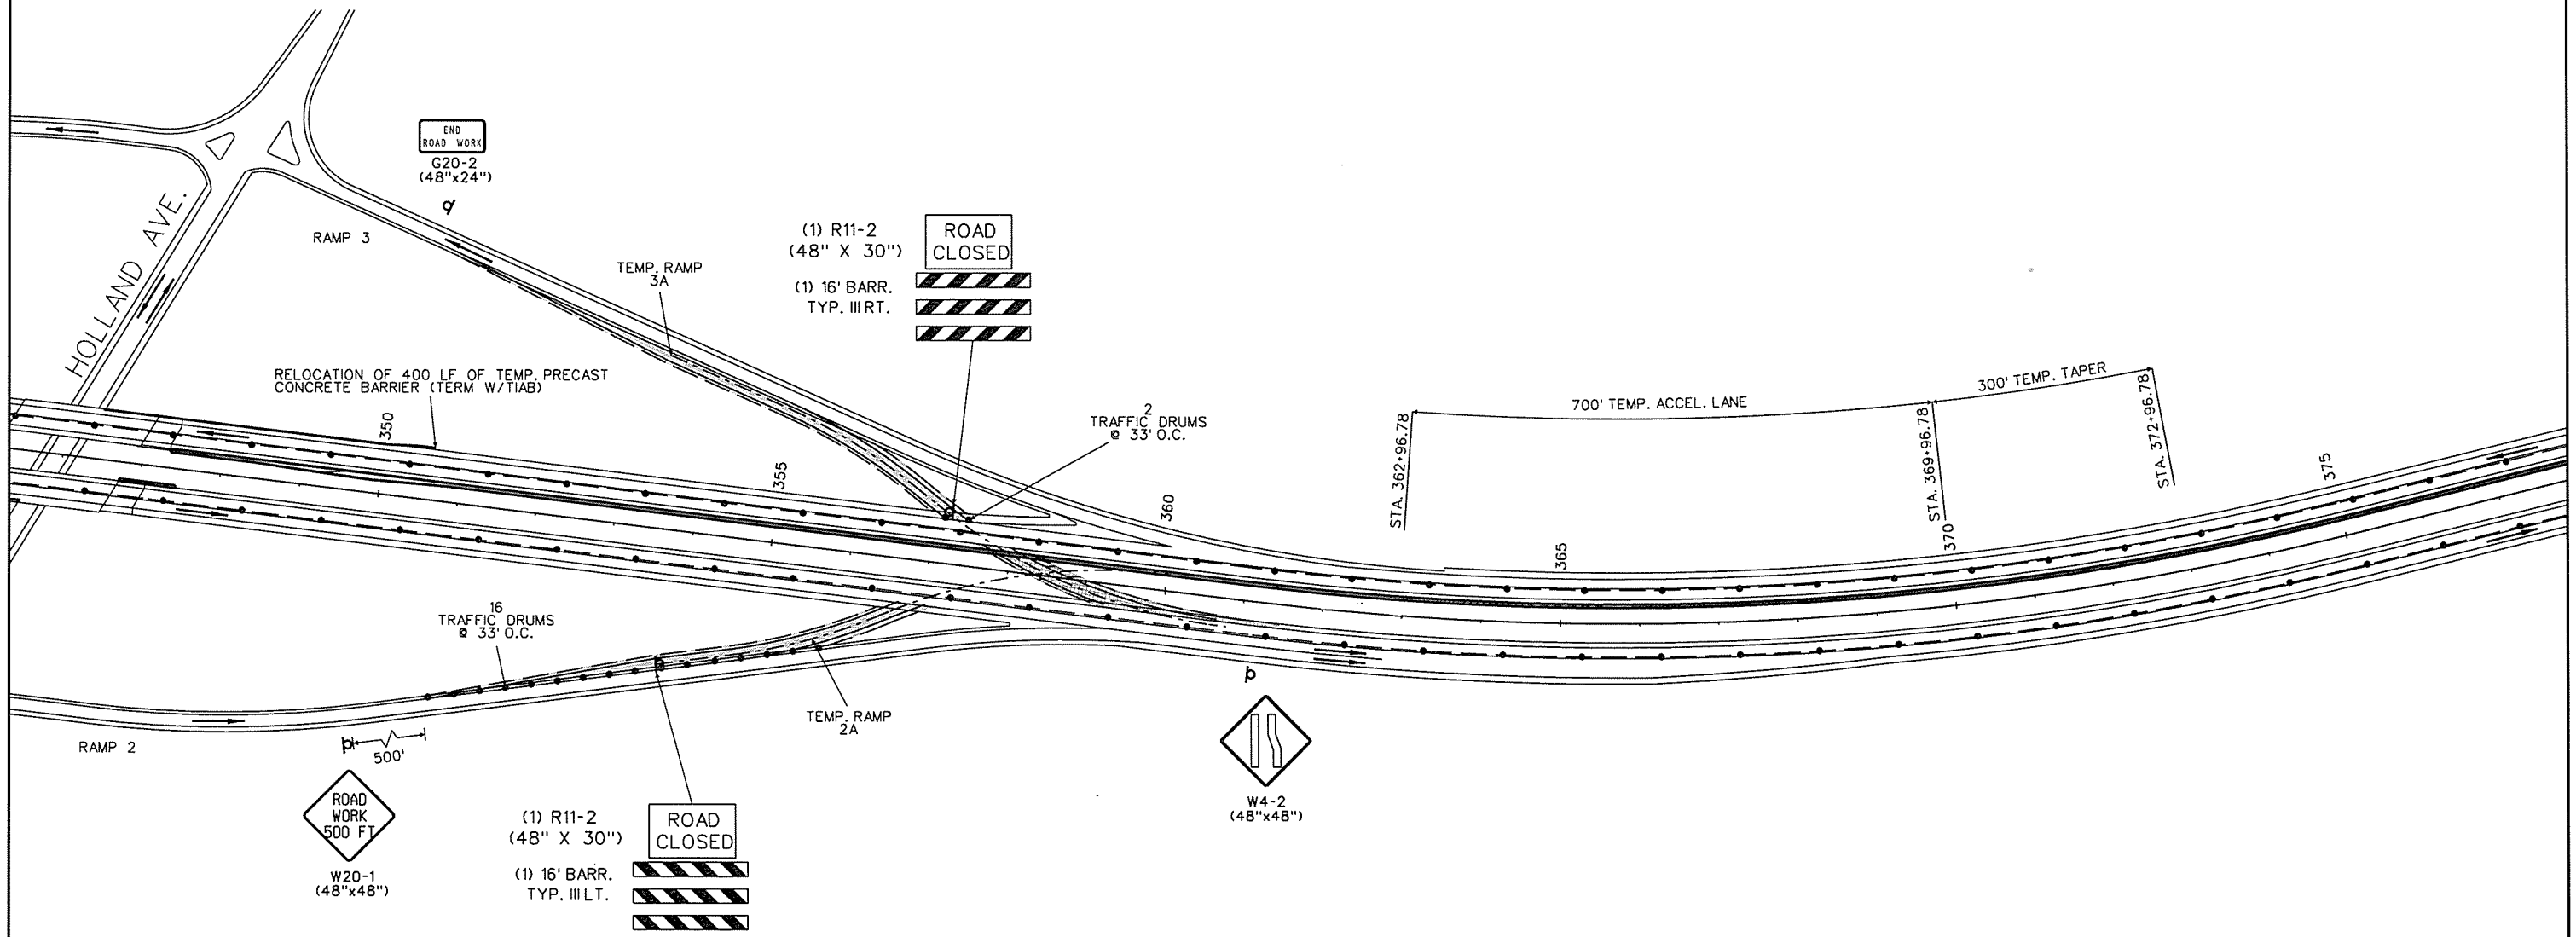 END
ROAD WORK
G20-2
(48"x24")
HOLLAND AVE.
RAMP 3
TEMP. RAMP
3A
(1) R11-2
(48" X 30")
ROAD
CLOSED
(1) 16' BARR.
TYP. III RT.
RELOCATION OF 400 LF OF TEMP. PRECAST
CONCRETE BARRIER (TERM W/TIAB)
2
TRAFFIC DRUMS
@ 33' O.C.
700' TEMP. ACCEL. LANE
300' TEMP. TAPER
STA. 362+96.78
STA. 369+96.78
STA. 372+96.78
350
355
360
365
370
375
16
TRAFFIC DRUMS
@ 33' O.C.
TEMP. RAMP
2A
RAMP 2
500'
ROAD
WORK
500 FT
W20-1
(48"x48")
(1) R11-2
(48" X 30")
ROAD
CLOSED
(1) 16' BARR.
TYP. III LT.
W4-2
(48"x48")